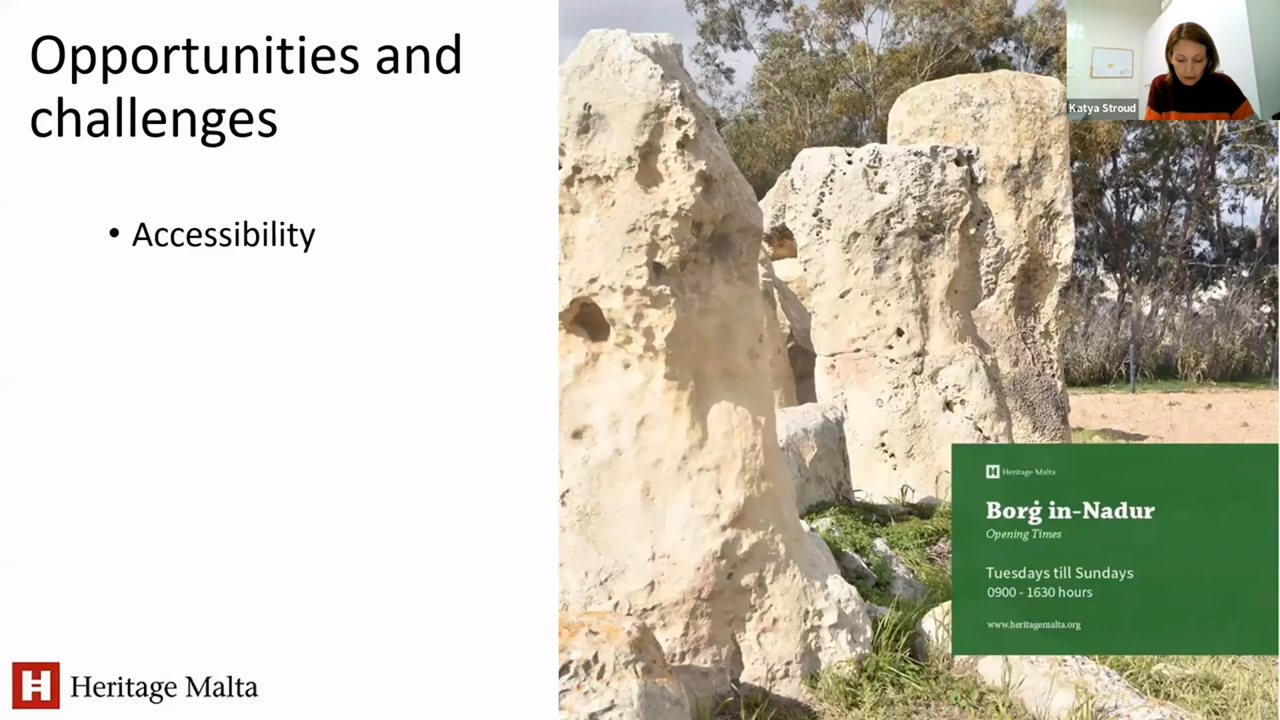 Opportunities and
challenges
• Accessibility
Heritage Malta
Katya Stroud
Heritage Malta
Borġ in-Nadur
Opening Times
Tuesdays till Sundays
0900 - 1630 hours
www.heritagemalta.org